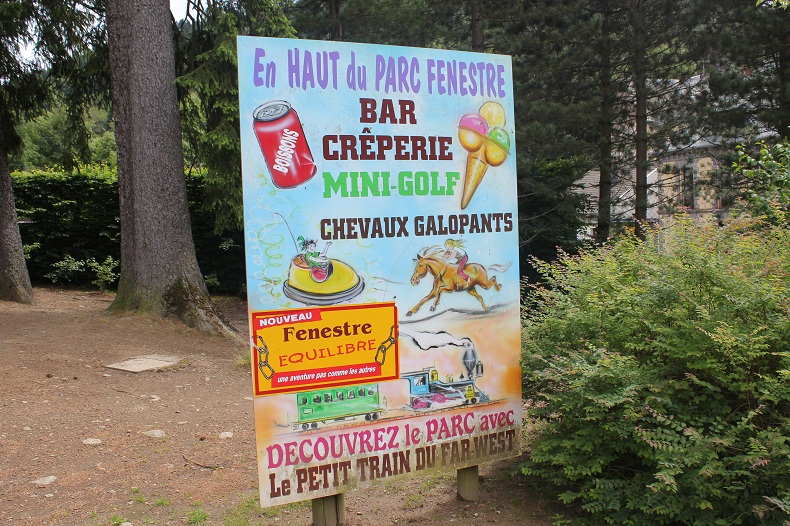 En HAUT du PARC FENESTRE
BAR
CRÊPERIE
BOISSONS
MINI-GOLF
CHEVAUX GALOPANTS
NOUVEAU
Fenestre
EQUILIBRE
une aventure pas comme les autres
DECOUVREZ le PARC avec
Le PETIT TRAIN DU FAR-WEST